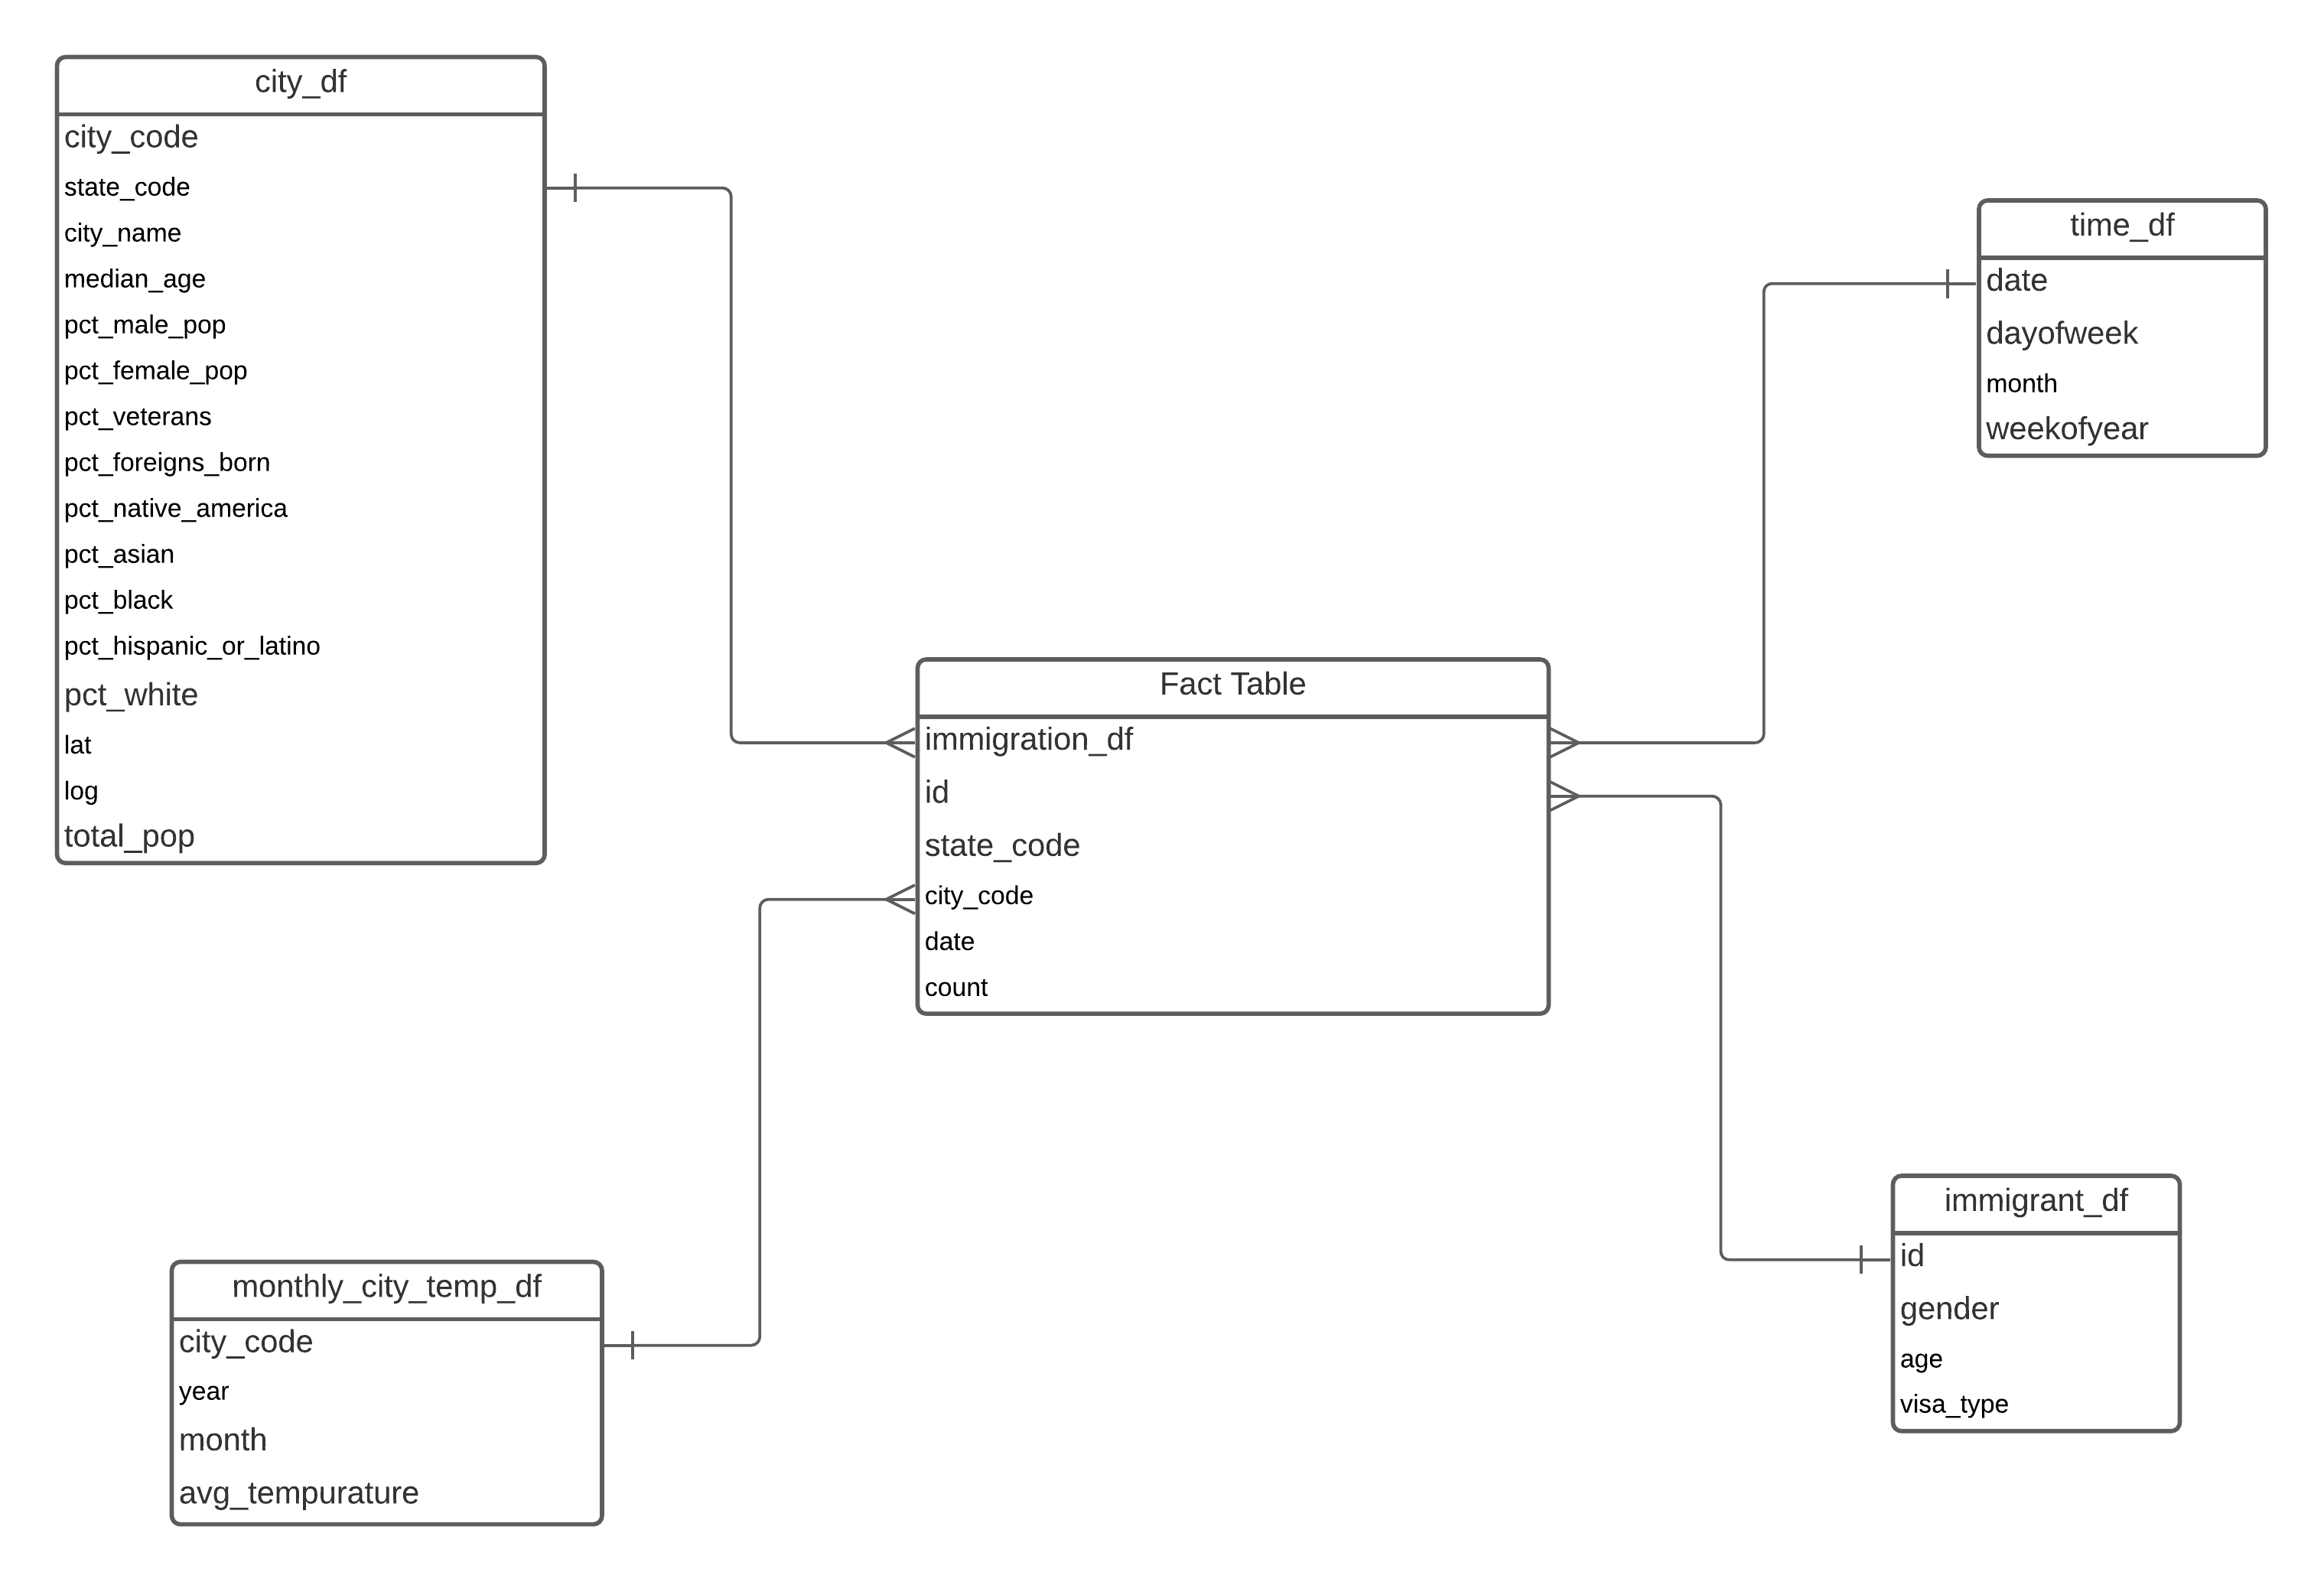 city_df
city_code
state_code
city_name
median_age
pct_male_pop
pct_female_pop
pct_veterans
pct_foreigns_born
pct_native_america
pct_asian
pct_black
pct_hispanic_or_latino
pct_white
lat
log
total_pop
time_df
date
dayofweek
month
weekofyear
Fact Table
immigration_df
id
state_code
city_code
date
count
monthly_city_temp_df
city_code
year
month
avg_tempurature
immigrant_df
id
gender
age
visa_type